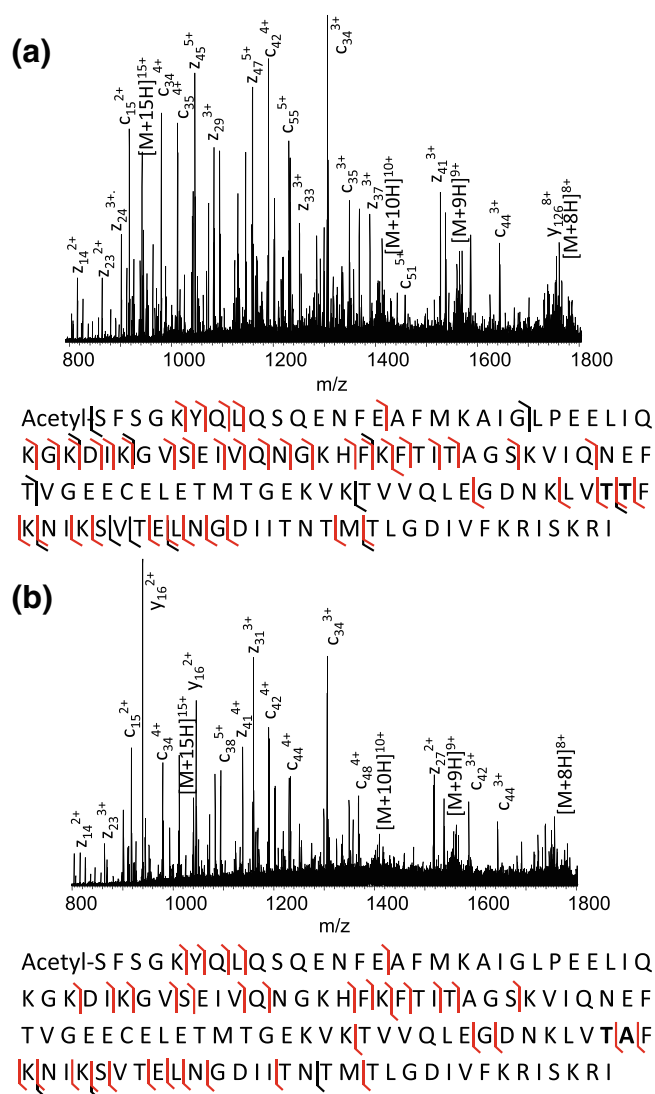 (a)
z14 2+
z23 2+
z24 3+.
c15 2+
[M+15H]15+
c34 4+
c35 4+
z45 5+
z29 3+
z47 5+
c42 4+
c55 5+
z33 3+
c34 3+
c35 3+
z37 3+
[M+10H]10+
c51 5+
z41 3+
[M+9H]9+
c44 3+
y126 8+
[M+8H]8+
800 1000 1200 1400 1600 1800
m/z
Acetyl-S F S G K Y Q L Q S Q E N F E A F M K A I G L P E E L I Q
K G K D I K G V S E I V Q N G K H F K F T I T A G S K V I Q N E F
T V G E E C E L E T M T G E K V K T V V Q L E G D N K L V T T F
K N I K S V T E L N G D I I T N T M T L G D I V F K R I S K R I
(b)
z14 2+
z23 3+
c15 2+
y16 2+
c34 4+
[M+15H]15+
y16 2+
c38 5+
z41 4+
z31 3+
c42 4+
c44 4+
c34 3+
c48 4+
[M+10H]10+
z27 2+
[M+9H]9+
c42 3+
c44 3+
[M+8H]8+
800 1000 1200 1400 1600 1800
m/z
Acetyl-S F S G K Y Q L Q S Q E N F E A F M K A I G L P E E L I Q
K G K D I K G V S E I V Q N G K H F K F T I T A G S K V I Q N E F
T V G E E C E L E T M T G E K V K T V V Q L E G D N K L V T A F
K N I K S V T E L N G D I I T N T M T L G D I V F K R I S K R I